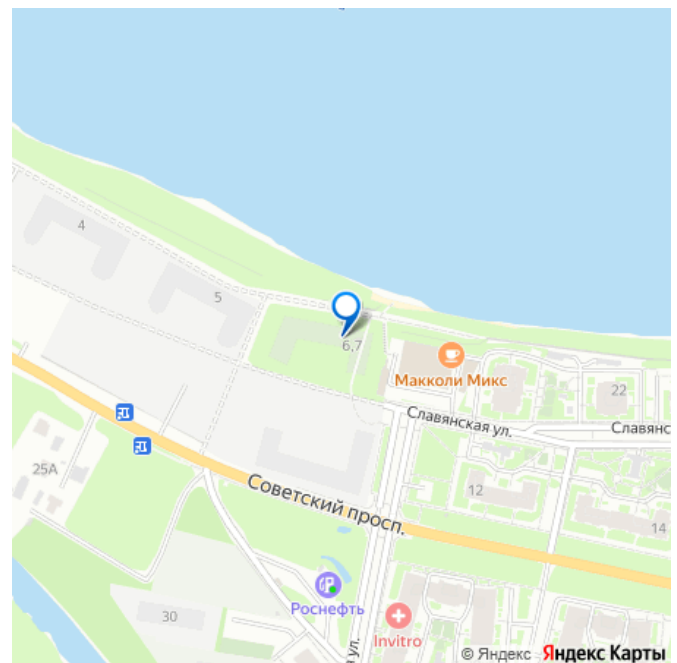 4
5
6,7
Макколи Микс
22
Славянская ул.
Славянс
25А
Советский просп.
12
14
Роснефть
30
Invitro
ул.
© Яндекс Яндекс Карты